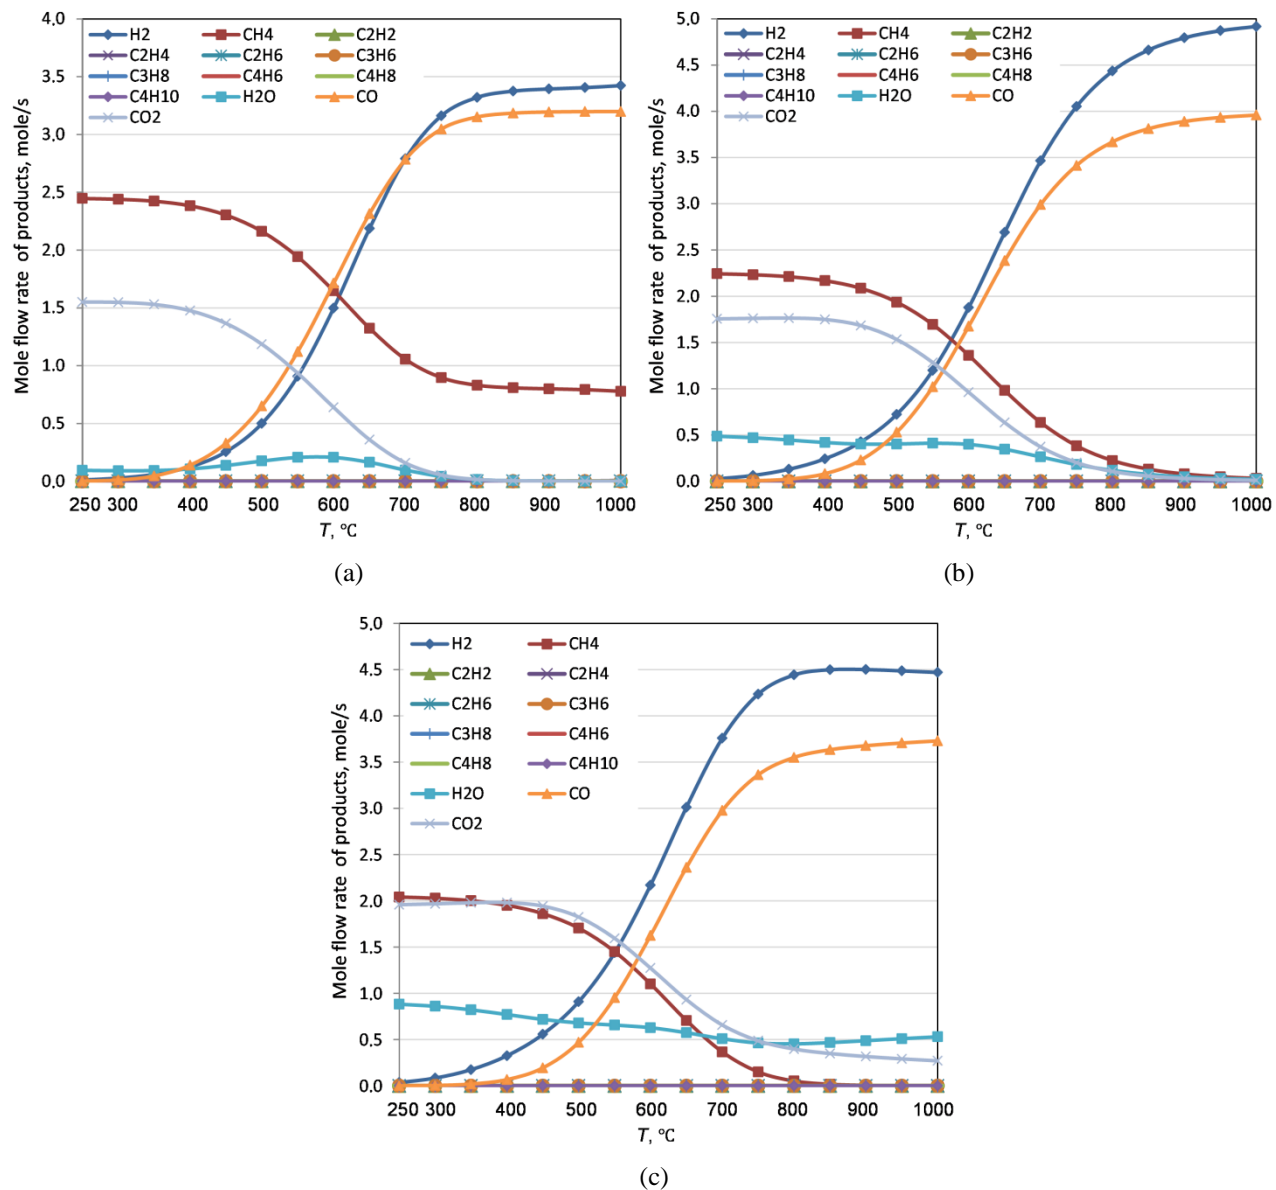 H2 CH4 C2H2
C2H4 C2H6 C3H6
C3H8 C4H6 C4H8
C4H10 H2O CO
CO2
Mole flow rate of products, mole/s
4.0
3.5
3.0
2.5
2.0
1.5
1.0
0.5
0.0
250 300 400 500 600 700 800 900 1000
T, °C
(a)
H2 CH4 C2H2
C2H4 C2H6 C3H6
C3H8 C4H6 C4H8
C4H10 H2O CO
CO2
Mole flow rate of products, mole/s
5.0
4.5
4.0
3.5
3.0
2.5
2.0
1.5
1.0
0.5
0.0
250 300 400 500 600 700 800 900 1000
T, °C
(b)
H2 CH4
C2H2 C2H4
C2H6 C3H6
C3H8 C4H6
C4H8 C4H10
H2O CO
CO2
Mole flow rate of products, mole/s
5.0
4.5
4.0
3.5
3.0
2.5
2.0
1.5
1.0
0.5
0.0
250 300 400 500 600 700 800 900 1000
T, °C
(c)